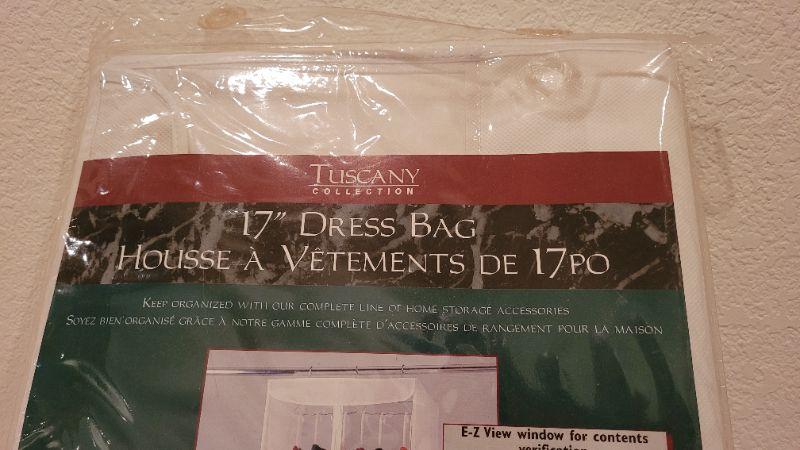 TUSCANY
COLLECTION
17" DRESS BAG
HOUSSE À VÊTEMENTS DE 17PO
KEEP ORGANIZED WITH OUR COMPLETE LINE OF HOME STORAGE ACCESSORIES
SOYEZ BIEN ORGANISÉ GRÂCE À NOTRE GAMME COMPLÈTE D'ACCESSOIRES DE RANGEMENT POUR LA MAISON
E-Z View window for contents
verification